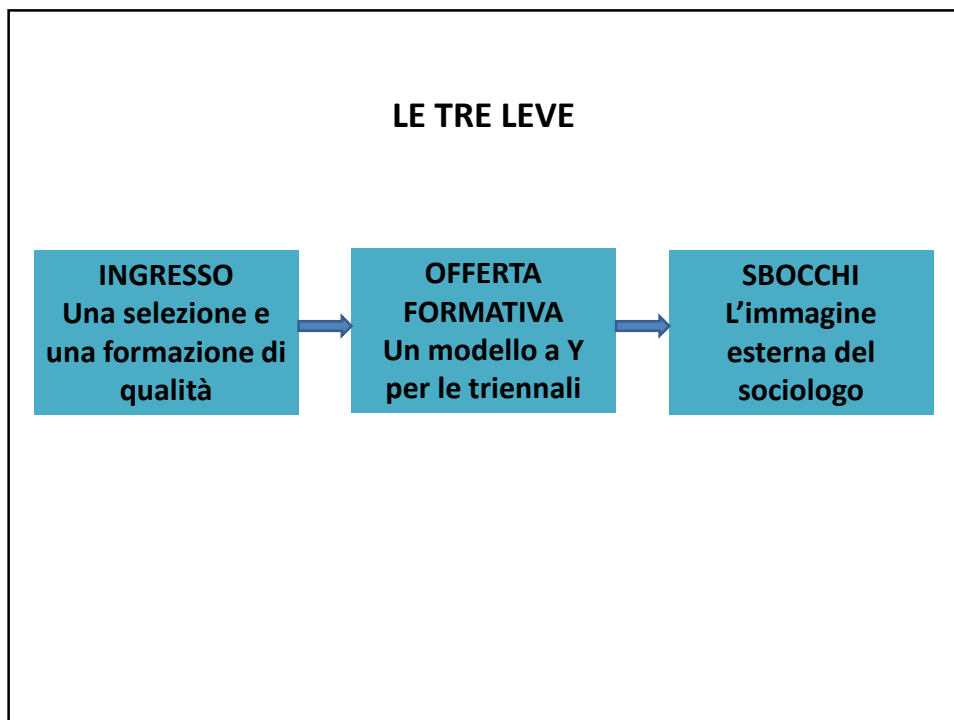 LE TRE LEVE
INGRESSO
Una selezione e
una formazione di
qualità
OFFERTA
FORMATIVA
Un modello a Y
per le triennali
SBOCCHI
L’immagine
esterna del
sociologo